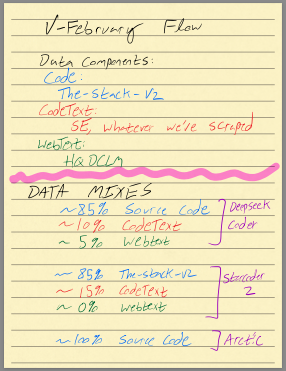 V-February Flow
Data Components:
Code:
The-Stack-V2
CodeText:
SE, whatever we've scraped
WebText:
HQ DCLM
DATA MIXES
~85% Source Code
~10% CodeText
~5% Webtext
Deepseek Coder
~85% The-stack-V2
~15% CodeText
~0% Webtext
Starcoder 2
~100% Source Code
Arctic